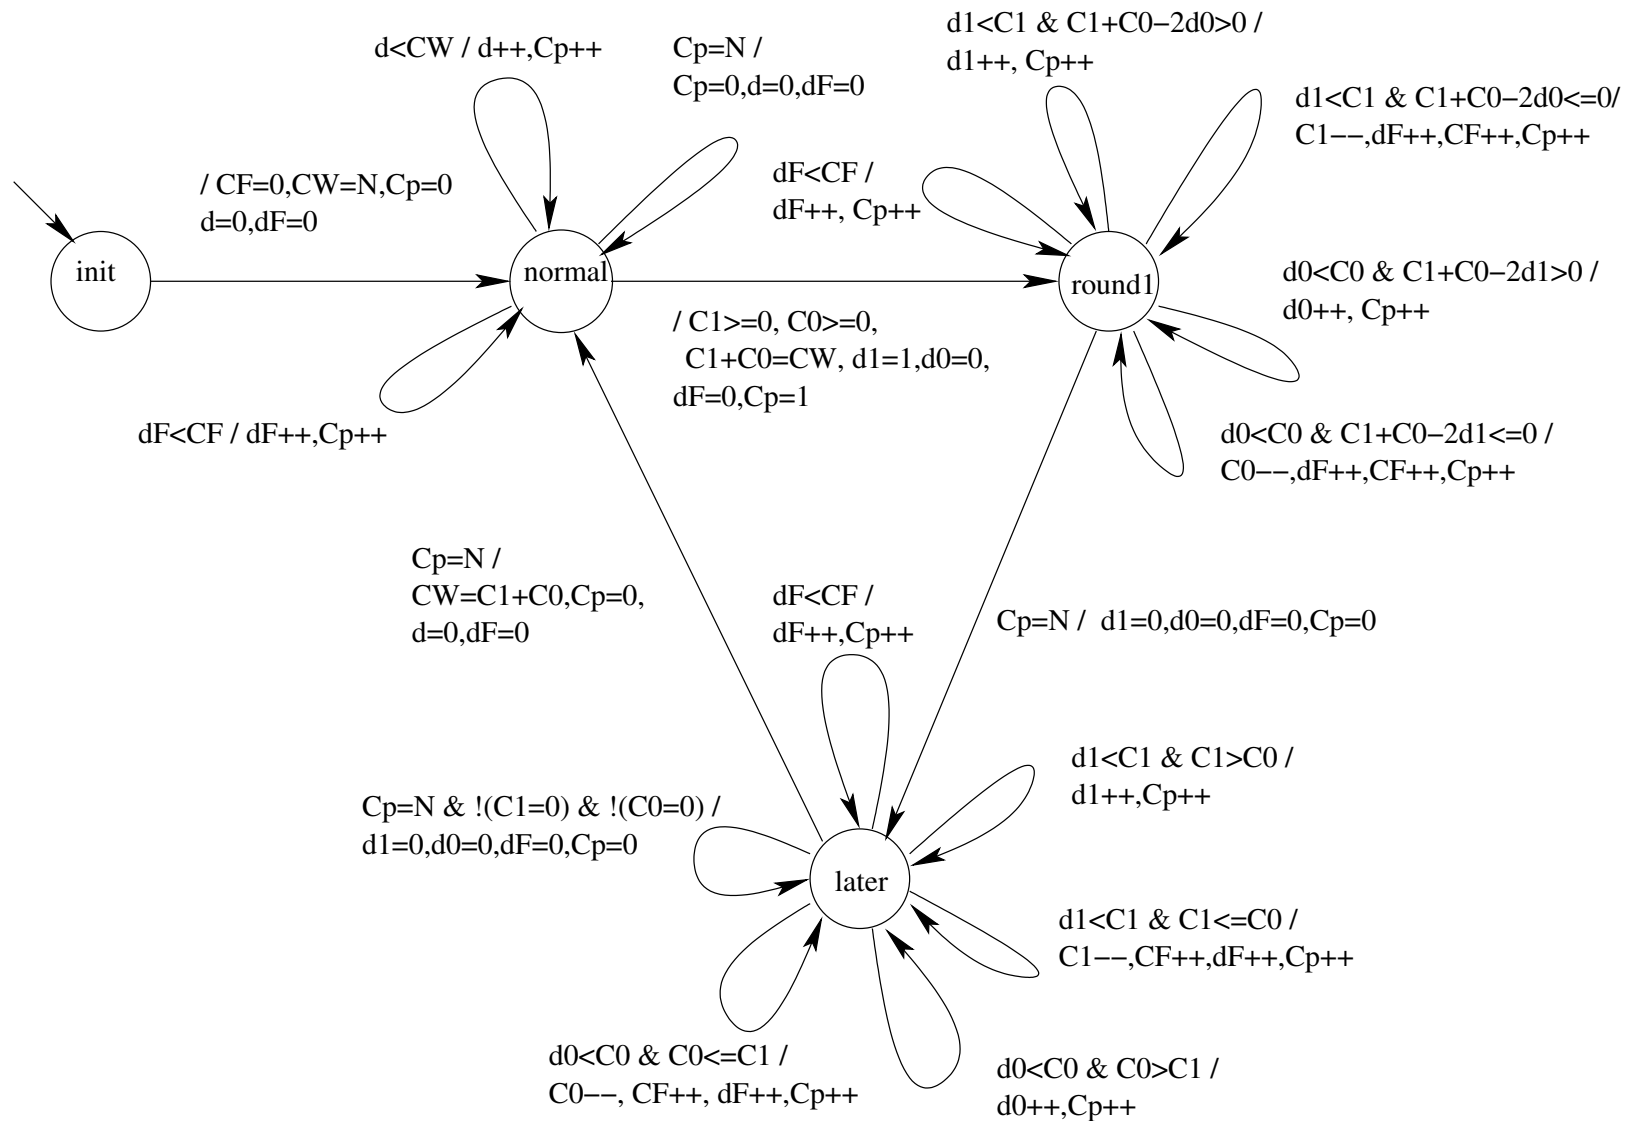 d<CW / d++,Cp++
Cp=N /
Cp=0,d=0,dF=0
d1<C1 & C1+C0−2d0>0 /
d1++, Cp++
d1<C1 & C1+C0−2d0<=0/
C1−−,dF++,CF++,Cp++
/ CF=0,CW=N,Cp=0
d=0,dF=0
dF<CF /
dF++, Cp++
init
normal
round1
d0<C0 & C1+C0−2d1>0 /
d0++, Cp++
/ C1>=0, C0>=0,
C1+C0=CW, d1=1,d0=0,
dF=0,Cp=1
dF<CF / dF++,Cp++
d0<C0 & C1+C0−2d1<=0 /
C0−−,dF++,CF++,Cp++
Cp=N /
CW=C1+C0,Cp=0,
d=0,dF=0
dF<CF /
dF++,Cp++
Cp=N / d1=0,d0=0,dF=0,Cp=0
d1<C1 & C1>C0 /
d1++,Cp++
Cp=N & !(C1=0) & !(C0=0) /
d1=0,d0=0,dF=0,Cp=0
later
d1<C1 & C1<=C0 /
C1−−,CF++,dF++,Cp++
d0<C0 & C0<=C1 /
C0−−, CF++, dF++,Cp++
d0<C0 & C0>C1 /
d0++,Cp++